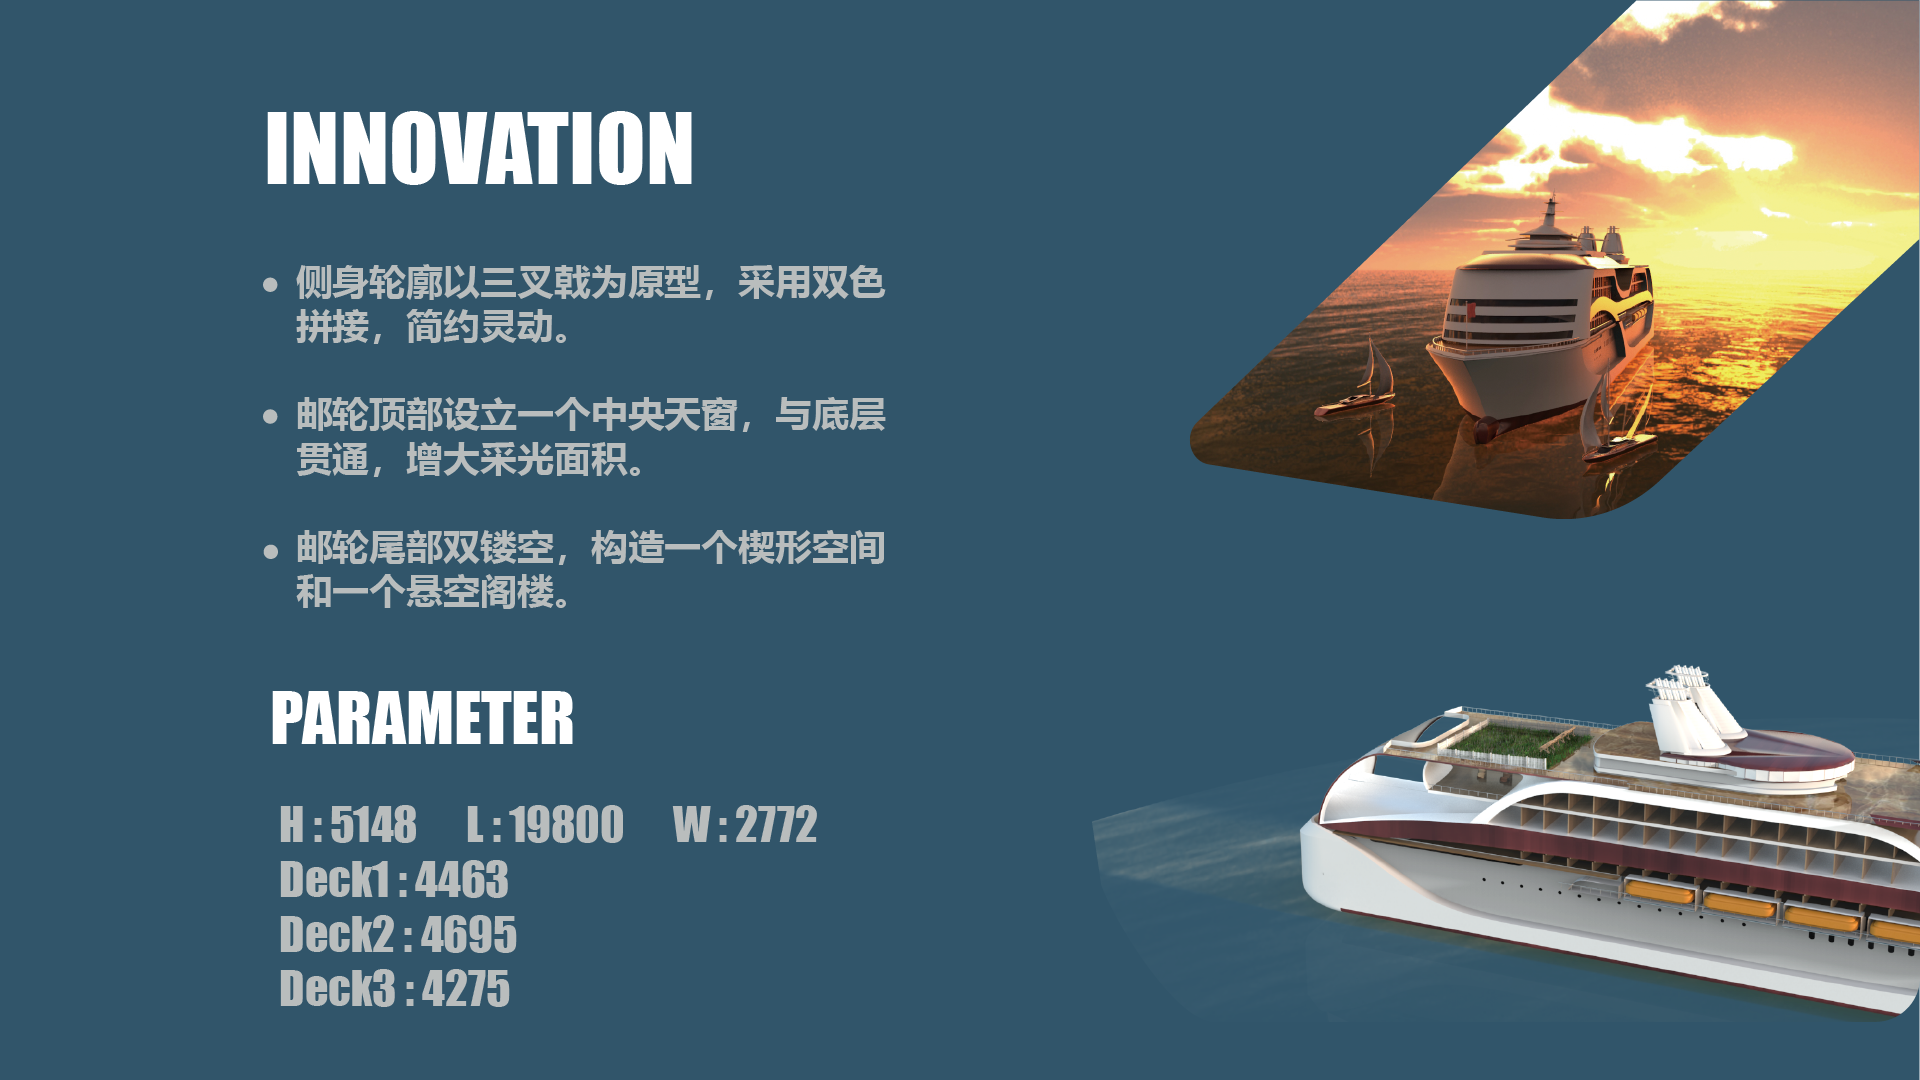 INNOVATION
● 侧身轮廓以三叉戟为原型，采用双色
拼接，简约灵动。
● 邮轮顶部设立一个中央天窗，与底层
贯通，增大采光面积。
● 邮轮尾部双镂空，构造一个楔形空间
和一个悬空阁楼。
PARAMETER
H : 5148 L : 19800 W : 2772
Deck1 : 4463
Deck2 : 4695
Deck3 : 4275